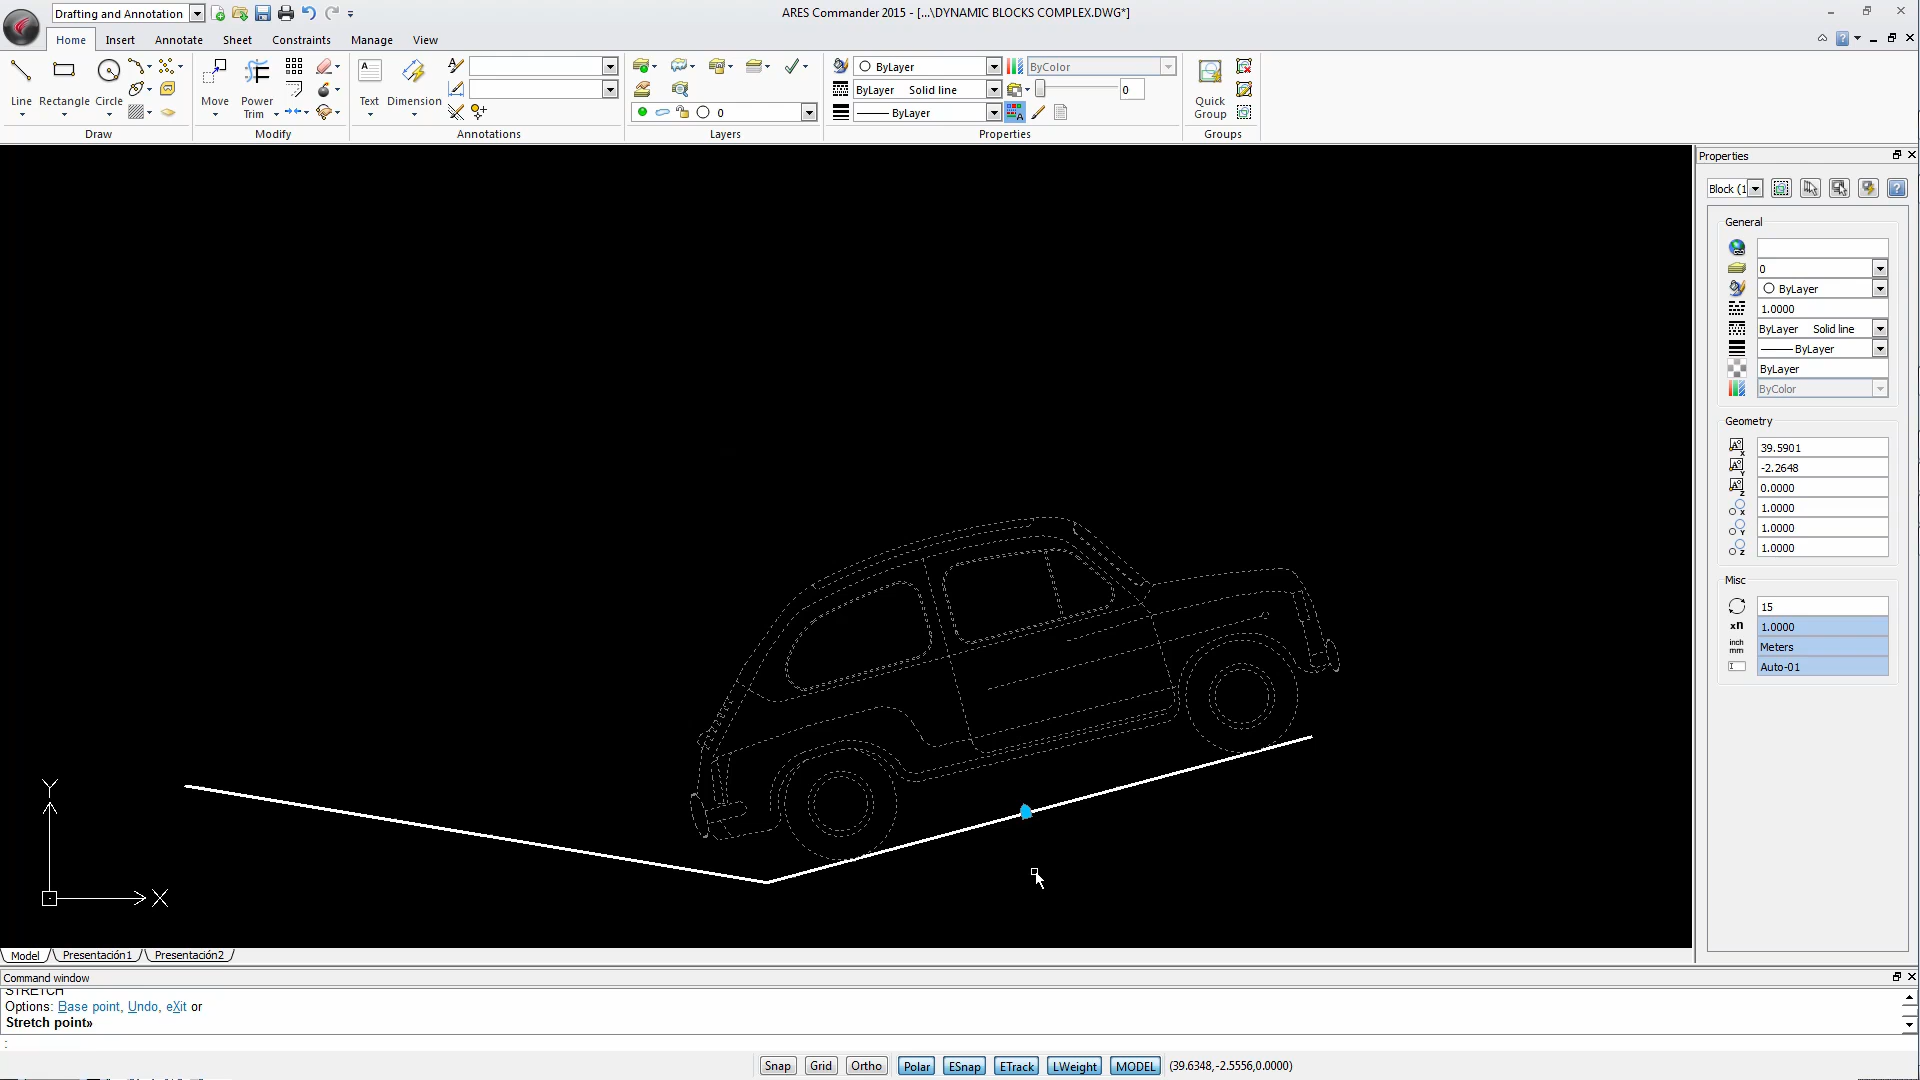 Drafting and Annotation
ARES Commander 2015 - [...\DYNAMIC BLOCKS COMPLEX.DWG*]
Home Insert Annotate Sheet Constraints Manage View
Line Rectangle Circle
Draw
Move Power Trim
Modify
Text Dimension
Annotations
0
Layers
ByLayer ByColor
ByLayer Solid line 0
ByLayer
Properties
Quick Group
Groups
Properties
Block (1
General
0
ByLayer
1.0000
ByLayer Solid line
ByLayer
ByLayer
ByColor
Geometry
39.5901
-2.2648
0.0000
1.0000
1.0000
1.0000
Misc
15
xn 1.0000
inch mm Meters
Auto-01
Y
X
Model Presentación1 Presentación2
Command window
STRETCH
Options: Base point, Undo, eXit or
Stretch point»
:
Snap Grid Ortho Polar ESnap ETrack LWeight MODEL (39.6348,-2.5556,0.0000)